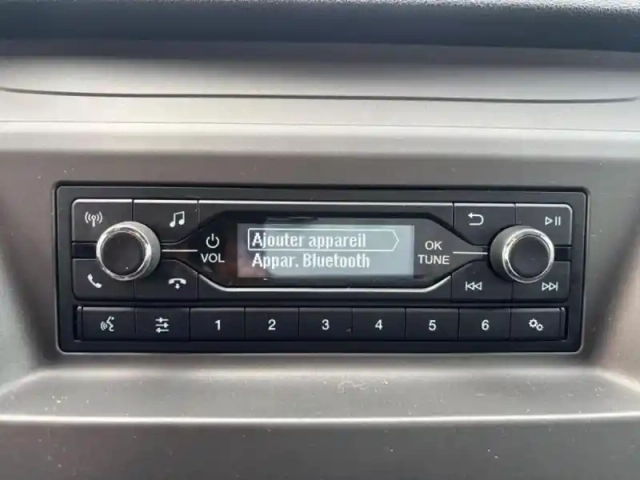 Ajouter appareil
Appar. Bluetooth
VOL
OK
TUNE
1 2 3 4 5 6